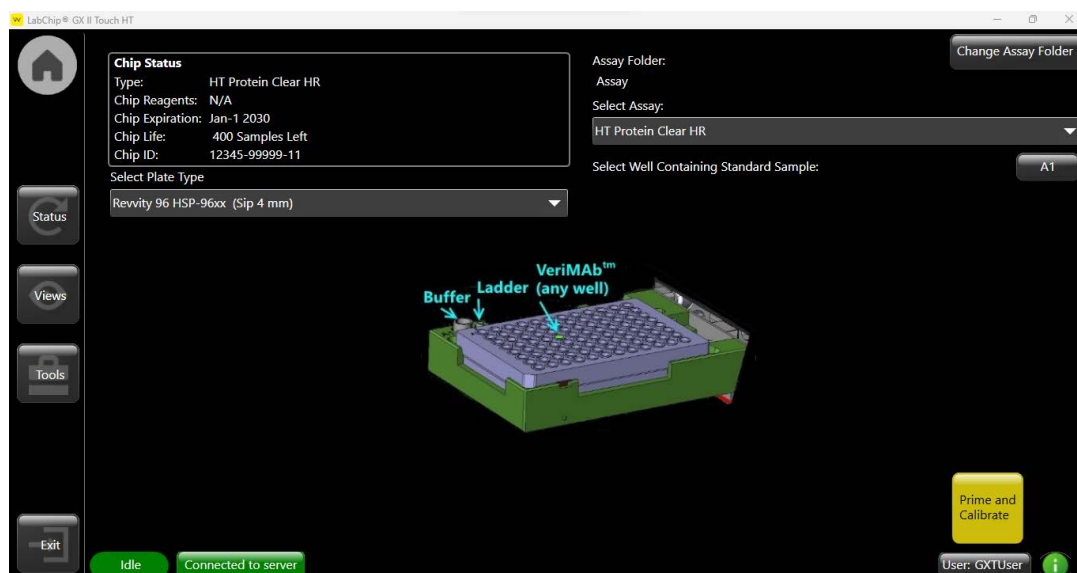 LabChip® GX II Touch HT
Change Assay Folder
Chip Status
Type: HT Protein Clear HR
Chip Reagents: N/A
Chip Expiration: Jan-1 2030
Chip Life: 400 Samples Left
Chip ID: 12345-99999-11
Select Plate Type
Revvity 96 HSP-96xx (Sip 4 mm)
Assay Folder:
Assay
Select Assay:
HT Protein Clear HR
Select Well Containing Standard Sample:
A1
Status
Views
Tools
Exit
VeriMAb™
(any well)
Ladder
Buffer
Prime and
Calibrate
Idle
Connected to server
User: GXTUser
i